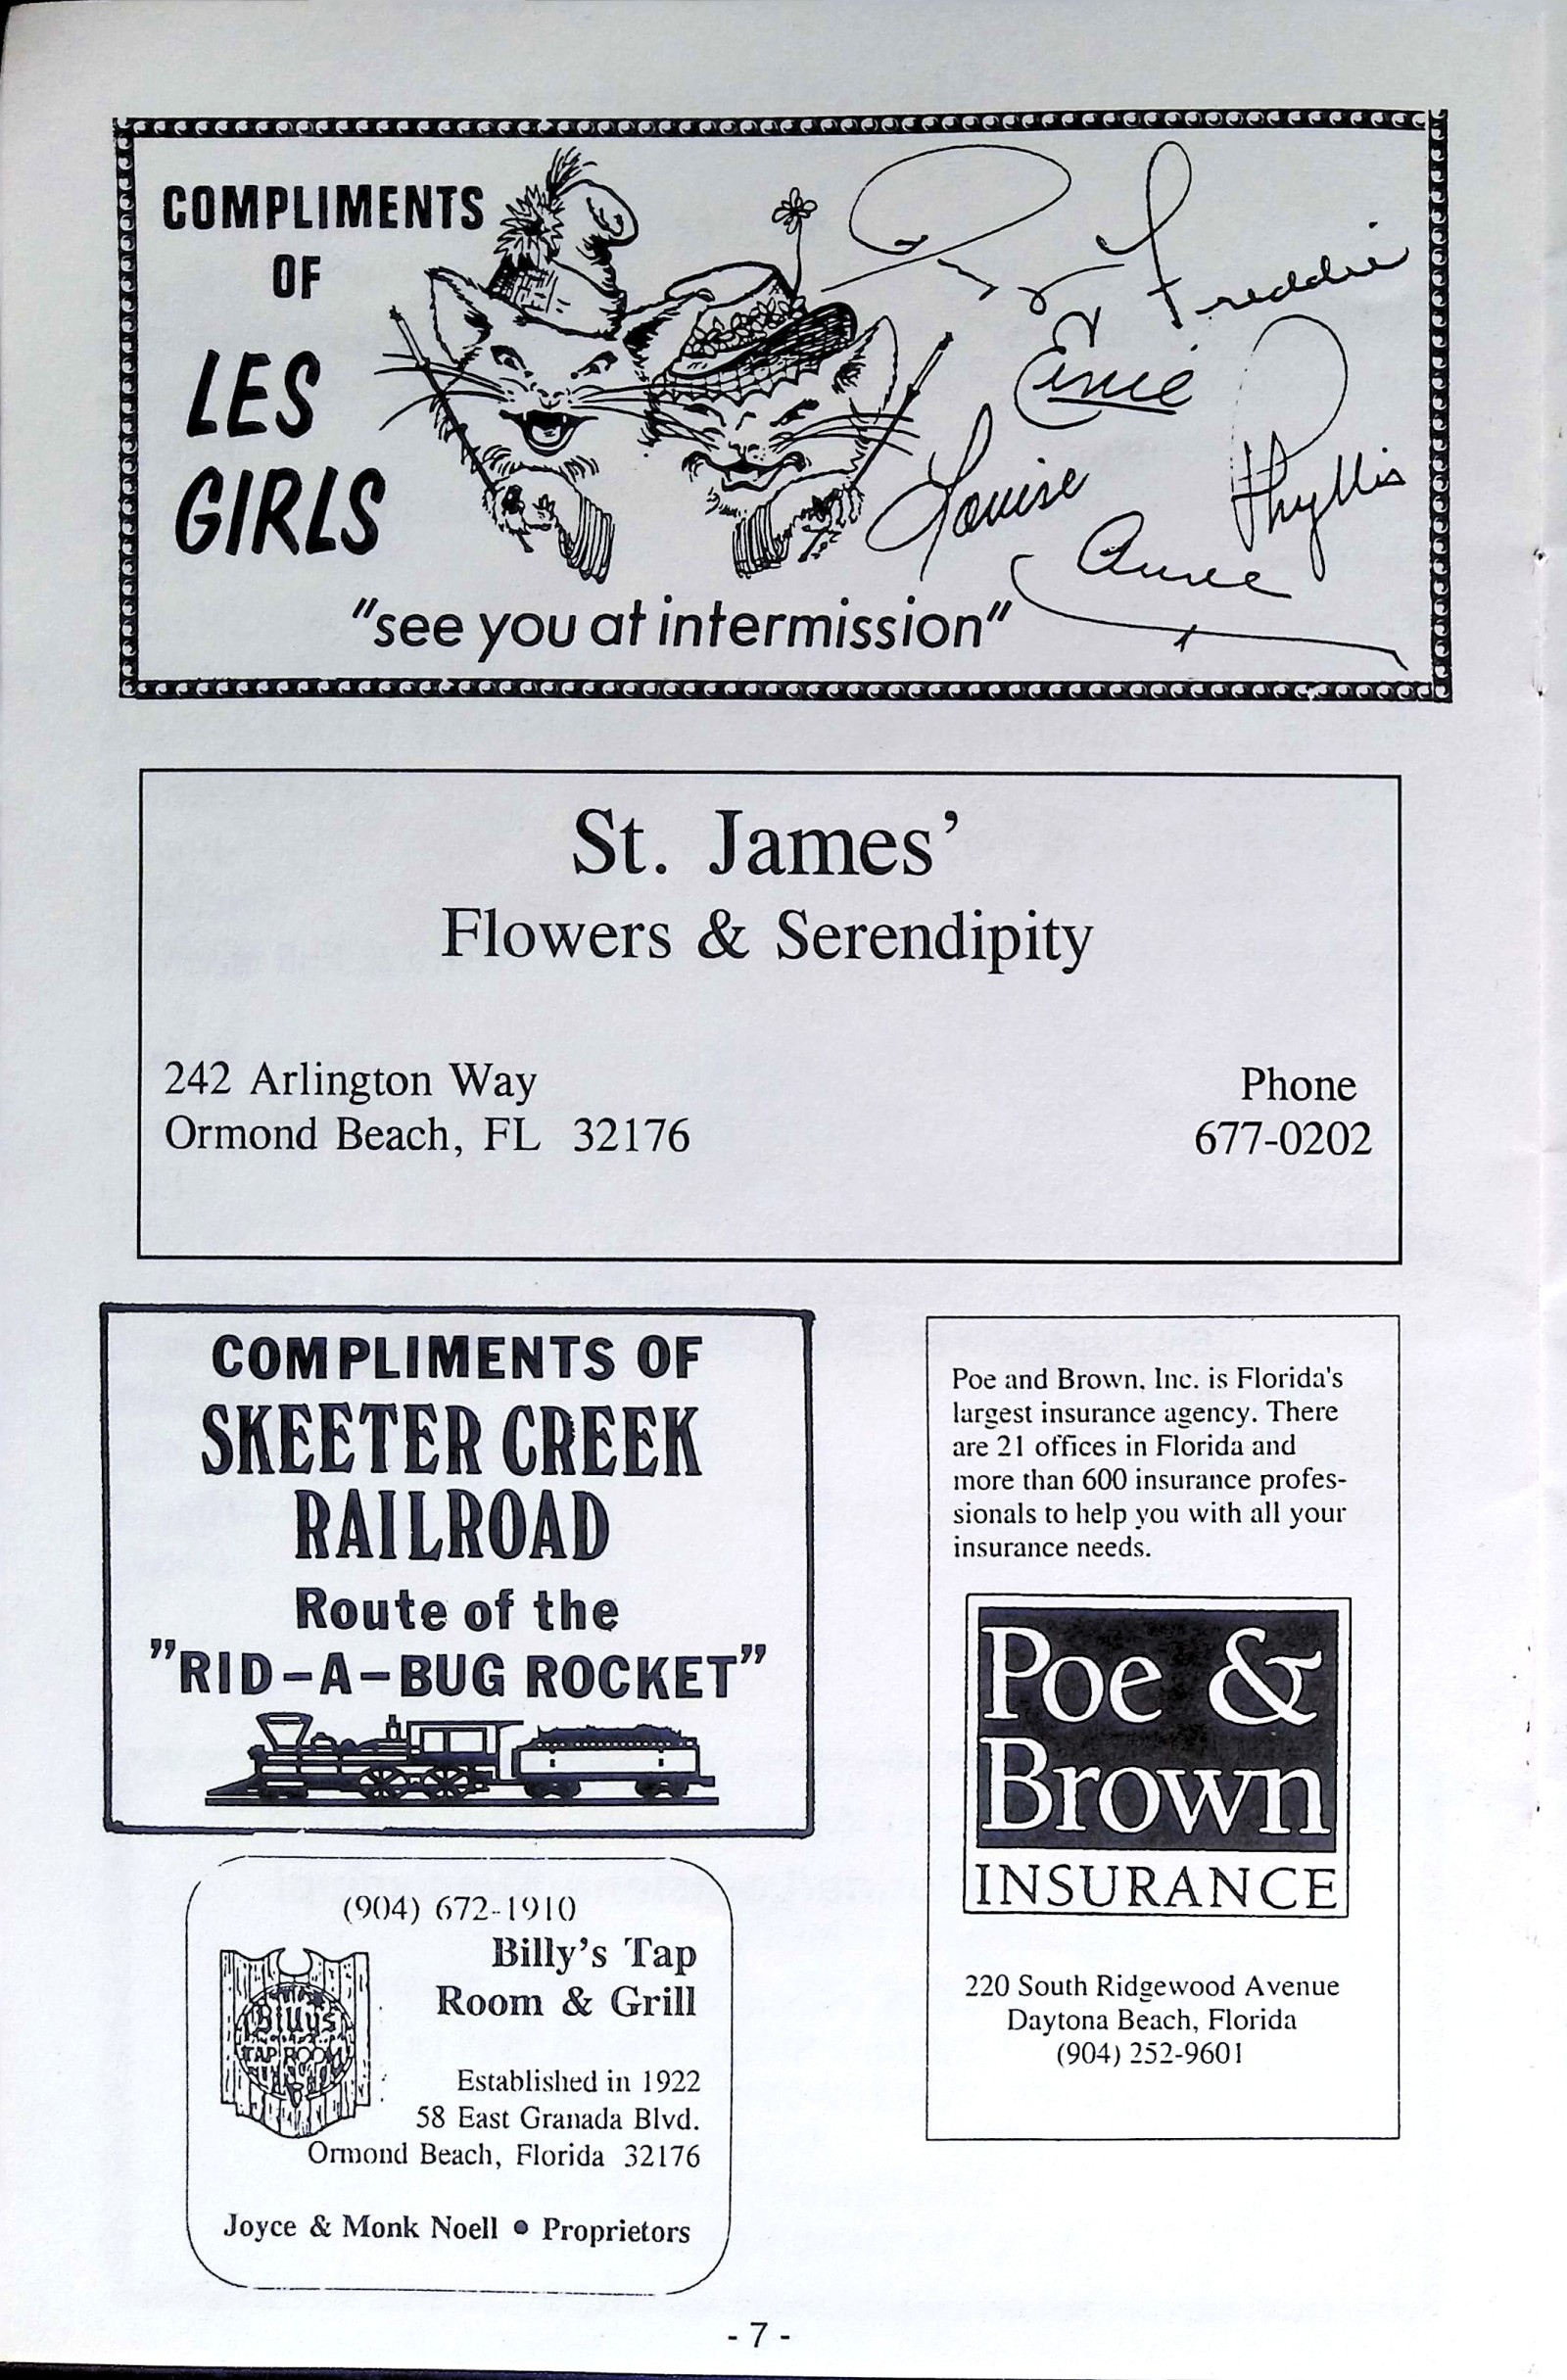 COMPLIMENTS
OF
LES
GIRLS
Freddie
Ernie
Louise
Phyllis
"see you at intermission"
St. James'
Flowers & Serendipity
242 Arlington Way
Ormond Beach, FL 32176
Phone
677-0202
COMPLIMENTS OF
SKEETER CREEK
RAILROAD
Route of the
"RID-A-BUG ROCKET"
(904) 672-1910
Billy's Tap
Room & Grill
Billy's
TAP ROOM
Established in 1922
58 East Granada Blvd.
Ormond Beach, Florida 32176
Joyce & Monk Noell • Proprietors
Poe and Brown, Inc. is Florida's
largest insurance agency. There
are 21 offices in Florida and
more than 600 insurance profes-
sionals to help you with all your
insurance needs.
Poe &
Brown
INSURANCE
220 South Ridgewood Avenue
Daytona Beach, Florida
(904) 252-9601
- 7 -